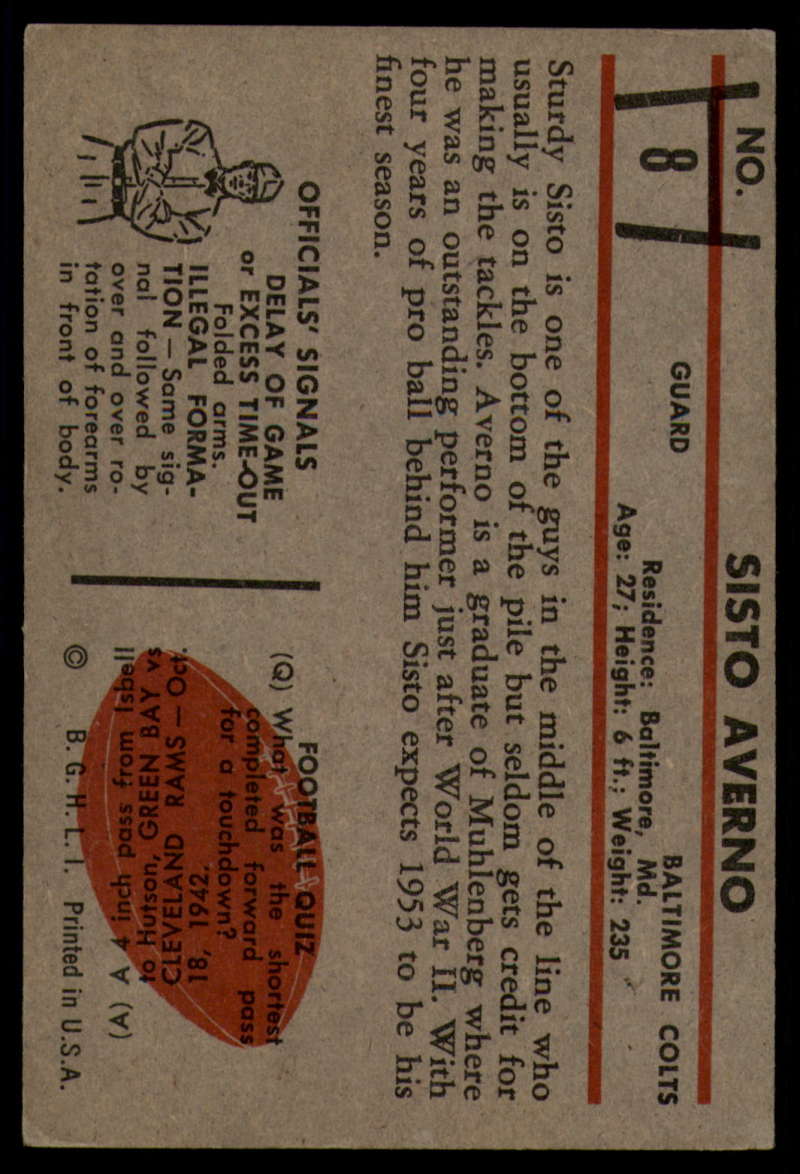 NO.
8
SISTO AVERNO
GUARD
BALTIMORE COLTS
Residence: Baltimore, Md.
Age: 27; Height: 6 ft.; Weight: 235
Sturdy Sisto is one of the guys in the middle of the line who
usually is on the bottom of the pile but seldom gets credit for
making the tackles. Averno is a graduate of Muhlenberg where
he was an outstanding performer just after World War II. With
four years of pro ball behind him Sisto expects 1953 to be his
finest season.
OFFICIALS' SIGNALS
DELAY OF GAME
or EXCESS TIME-OUT
Folded arms.
ILLEGAL FORMA-
TION — Same sig-
nal followed by
over and over ro-
tation of forearms
in front of body.
FOOTBALL QUIZ
(Q) What was the shortest
completed forward pass
for a touchdown?
(A) A 4 inch pass from Isbell
to Hutson, GREEN BAY vs
CLEVELAND RAMS — Oct.
18, 1942.
© B. G. H. L. I. Printed in U.S.A.